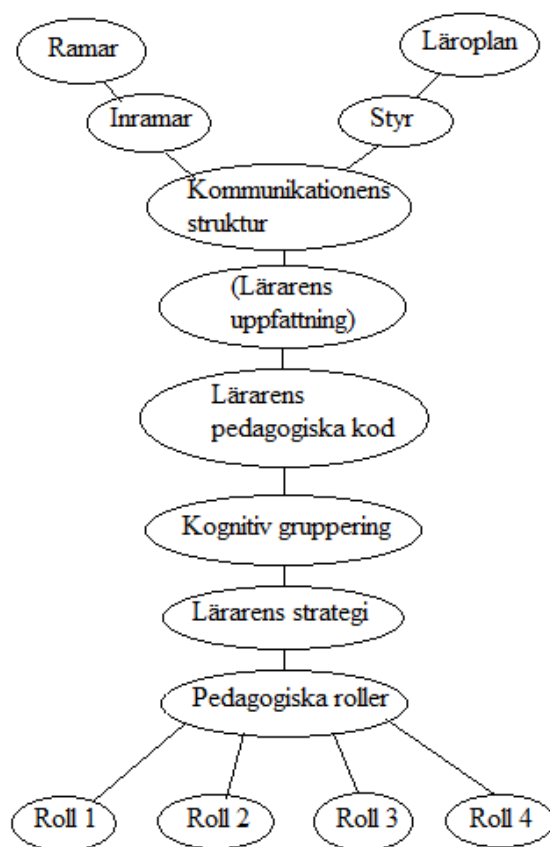 Ramar
Läroplan
Inramar
Styr
Kommunikationens
struktur
(Lärarens
uppfattning)
Lärarens
pedagogiska kod
Kognitiv gruppering
Lärarens strategi
Pedagogiska roller
Roll 1
Roll 2
Roll 3
Roll 4